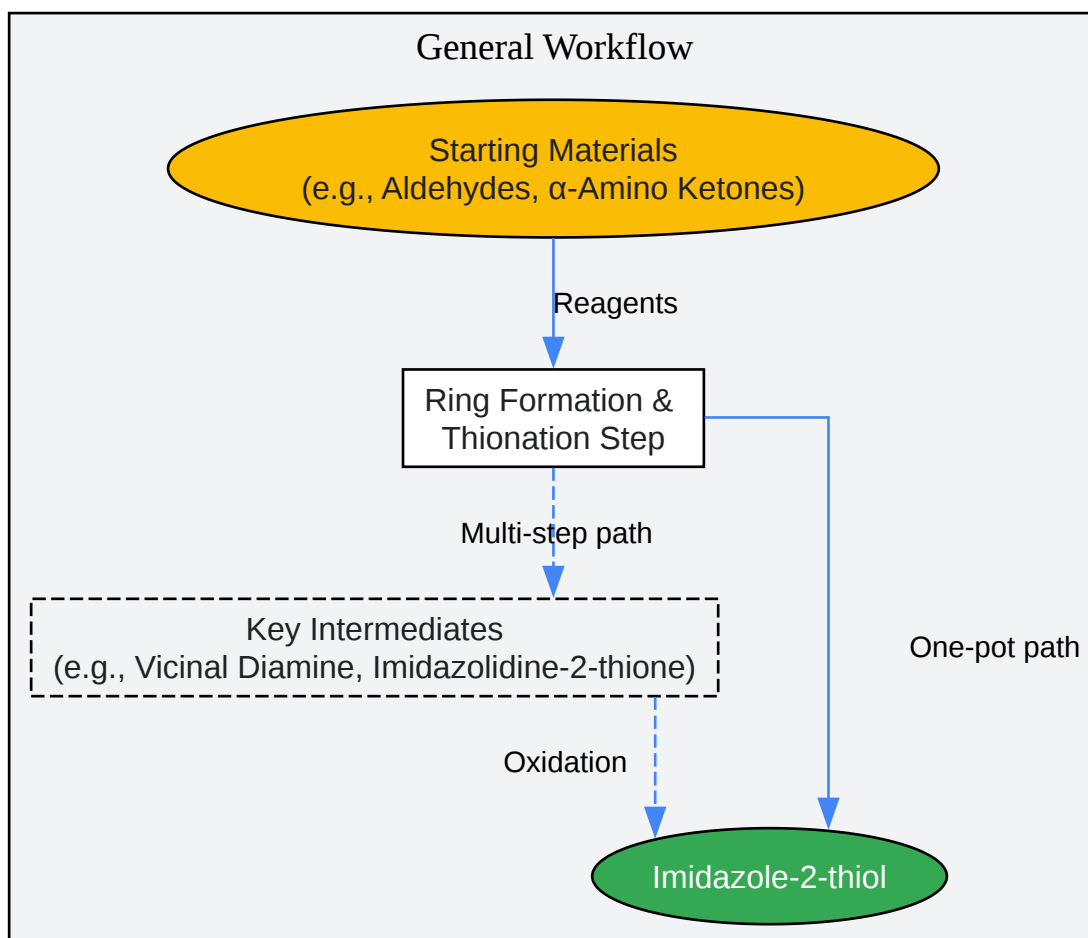 General Workflow
Starting Materials
(e.g., Aldehydes, α-Amino Ketones)
Reagents
Ring Formation &
Thionation Step
Multi-step path
Key Intermediates
(e.g., Vicinal Diamine, Imidazolidine-2-thione)
One-pot path
Oxidation
Imidazole-2-thiol